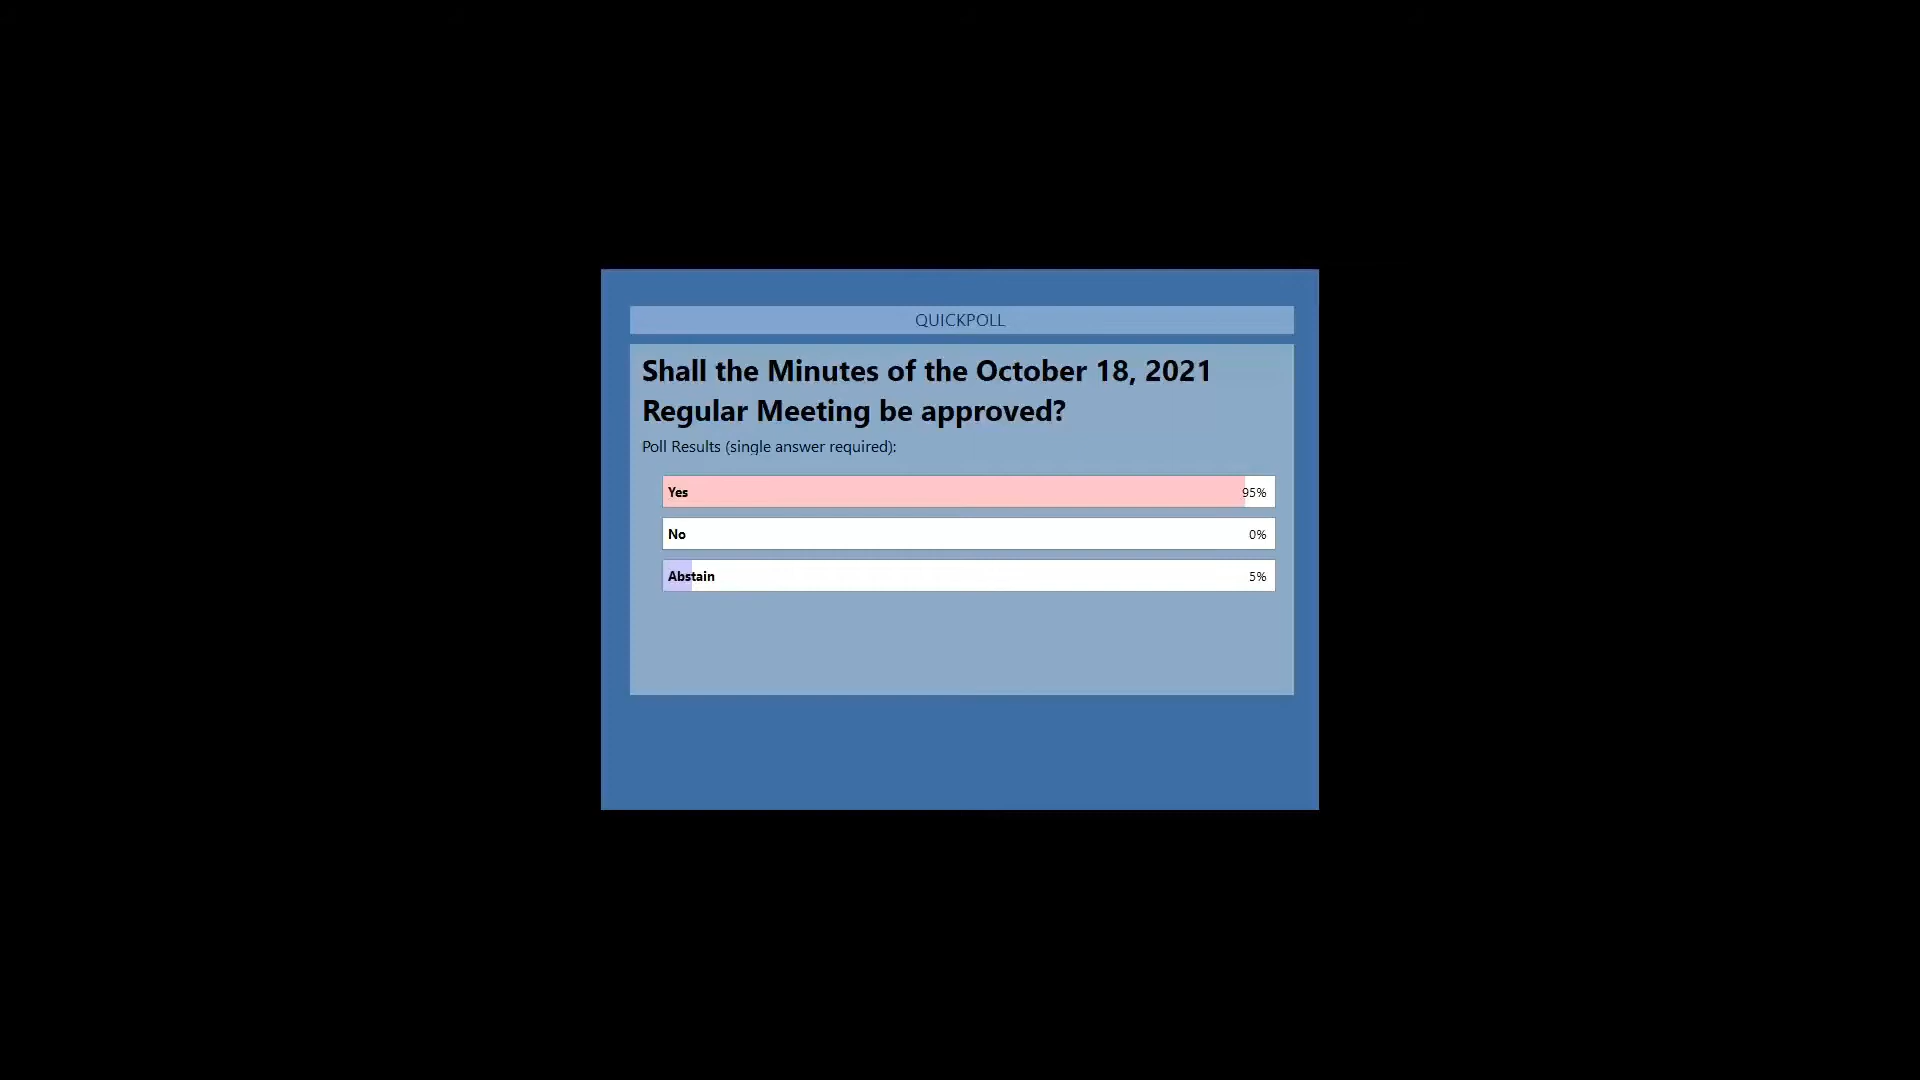 QUICKPOLL
Shall the Minutes of the October 18, 2021
Regular Meeting be approved?
Poll Results (single answer required):
Yes 95%
No 0%
Abstain 5%